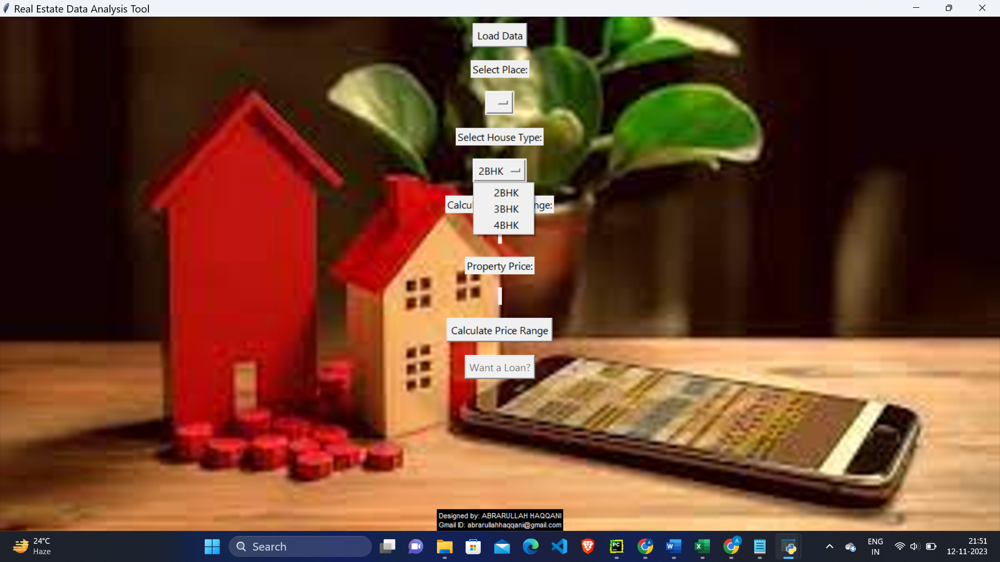 Real Estate Data Analysis Tool
Load Data
Select Place:
Select House Type:
2BHK
2BHK
3BHK
4BHK
Calcu
nge:
Property Price:
Calculate Price Range
Want a Loan?
Designed by: ABRARULLAH HAQQANI
Gmail ID: abrarullahhaqqani@gmail.com
24°C
Haze
Search
PC
A
W
X
A
ENG
IN
21:51
12-11-2023